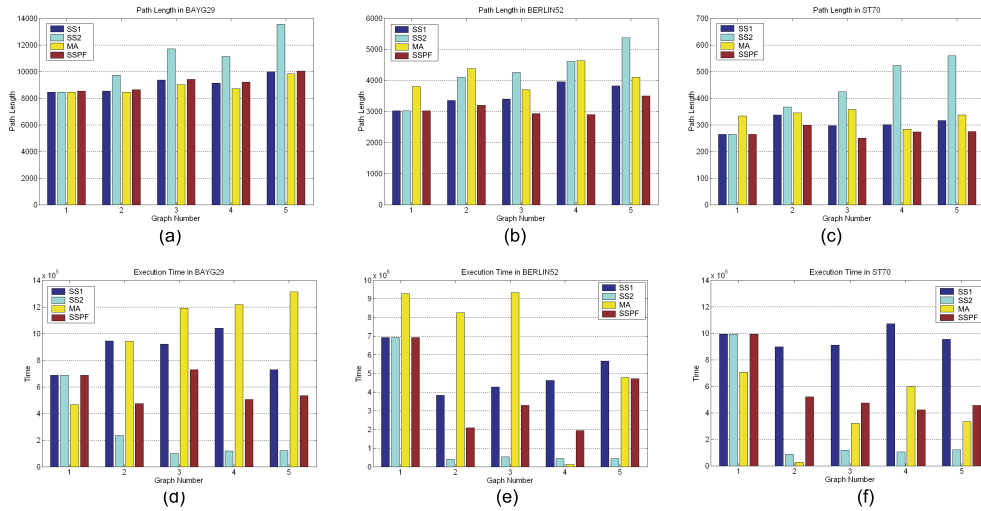 Path Length in BAYG29
14000
12000
10000
8000
6000
4000
2000
0
Path Length
SS1
SS2
MA
SSPF
1 2 3 4 5
Graph Number
(a)
Path Length in BERLIN52
6000
5000
4000
3000
2000
1000
0
Path Length
SS1
SS2
MA
SSPF
1 2 3 4 5
Graph Number
(b)
Path Length in ST70
700
600
500
400
300
200
100
0
Path Length
SS1
SS2
MA
SSPF
1 2 3 4 5
Graph Number
(c)
Execution Time in BAYG29
x 10^5
14
12
10
8
6
4
2
0
Time
SS1
SS2
MA
SSPF
1 2 3 4 5
Graph Number
(d)
Execution Time in BERLIN52
x 10^6
10
9
8
7
6
5
4
3
2
1
0
Time
SS1
SS2
MA
SSPF
1 2 3 4 5
Graph Number
(e)
Execution Time in ST70
x 10^6
14
12
10
8
6
4
2
0
Time
SS1
SS2
MA
SSPF
1 2 3 4 5
Graph Number
(f)